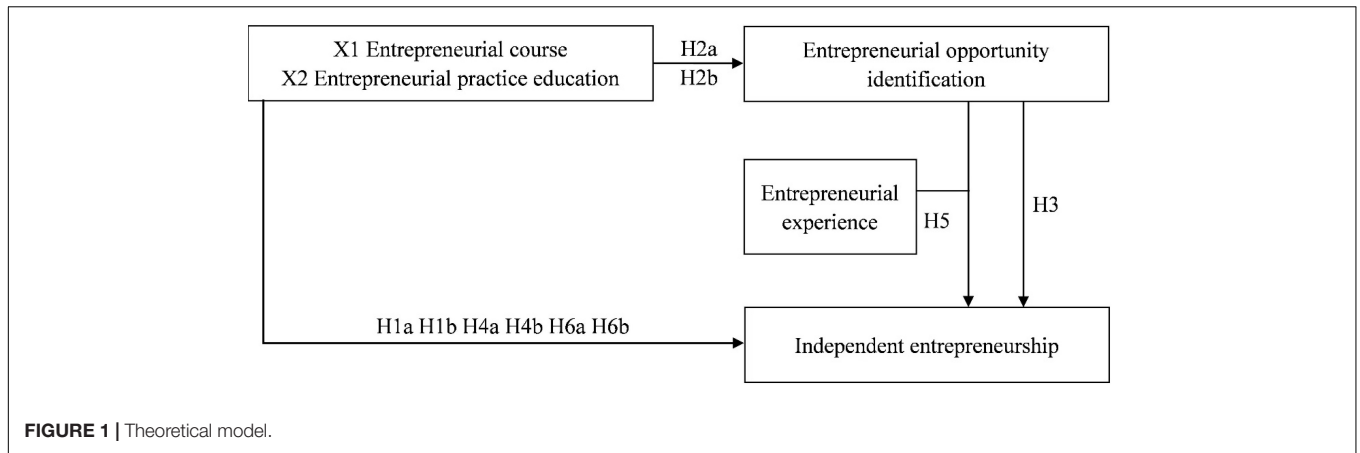 X1 Entrepreneurial course
X2 Entrepreneurial practice education
H2a
H2b
Entrepreneurial opportunity
identification
Entrepreneurial
experience
H5
H3
H1a H1b H4a H4b H6a H6b
Independent entrepreneurship
FIGURE 1 | Theoretical model.